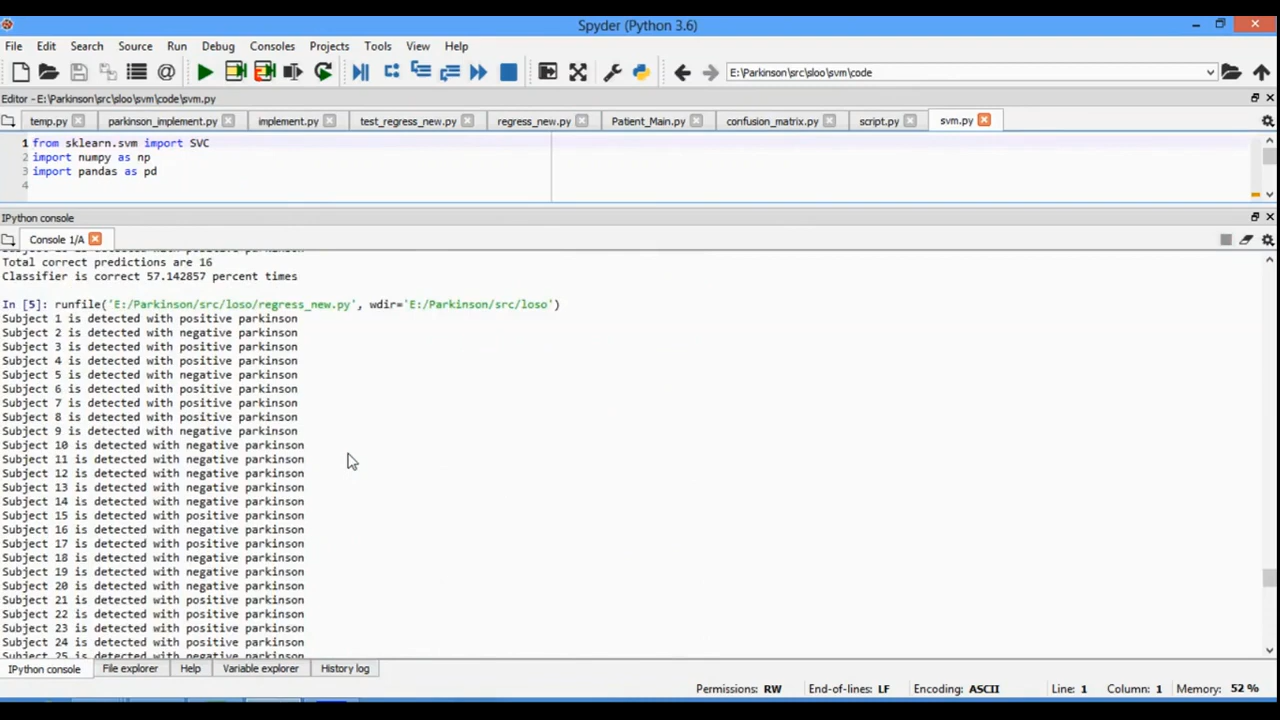 Spyder (Python 3.6)
File Edit Search Source Run Debug Consoles Projects Tools View Help
E:\Parkinson\src\sloo\svm\code
Editor - E:\Parkinson\src\sloo\svm\code\svm.py
temp.py parkinson_implement.py implement.py test_regress_new.py regress_new.py Patient_Main.py confusion_matrix.py script.py svm.py
1 from sklearn.svm import SVC
2 import numpy as np
3 import pandas as pd
4
IPython console
Console 1/A
Total correct predictions are 16
Classifier is correct 57.142857 percent times
In [5]: runfile('E:/Parkinson/src/loso/regress_new.py', wdir='E:/Parkinson/src/loso')
Subject 1 is detected with positive parkinson
Subject 2 is detected with negative parkinson
Subject 3 is detected with positive parkinson
Subject 4 is detected with positive parkinson
Subject 5 is detected with negative parkinson
Subject 6 is detected with positive parkinson
Subject 7 is detected with positive parkinson
Subject 8 is detected with positive parkinson
Subject 9 is detected with negative parkinson
Subject 10 is detected with negative parkinson
Subject 11 is detected with negative parkinson
Subject 12 is detected with negative parkinson
Subject 13 is detected with negative parkinson
Subject 14 is detected with negative parkinson
Subject 15 is detected with positive parkinson
Subject 16 is detected with negative parkinson
Subject 17 is detected with positive parkinson
Subject 18 is detected with negative parkinson
Subject 19 is detected with negative parkinson
Subject 20 is detected with negative parkinson
Subject 21 is detected with positive parkinson
Subject 22 is detected with positive parkinson
Subject 23 is detected with positive parkinson
Subject 24 is detected with positive parkinson
Subject 25 is detected with negative parkinson
IPython console File explorer Help Variable explorer History log
Permissions: RW End-of-lines: LF Encoding: ASCII Line: 1 Column: 1 Memory: 52 %